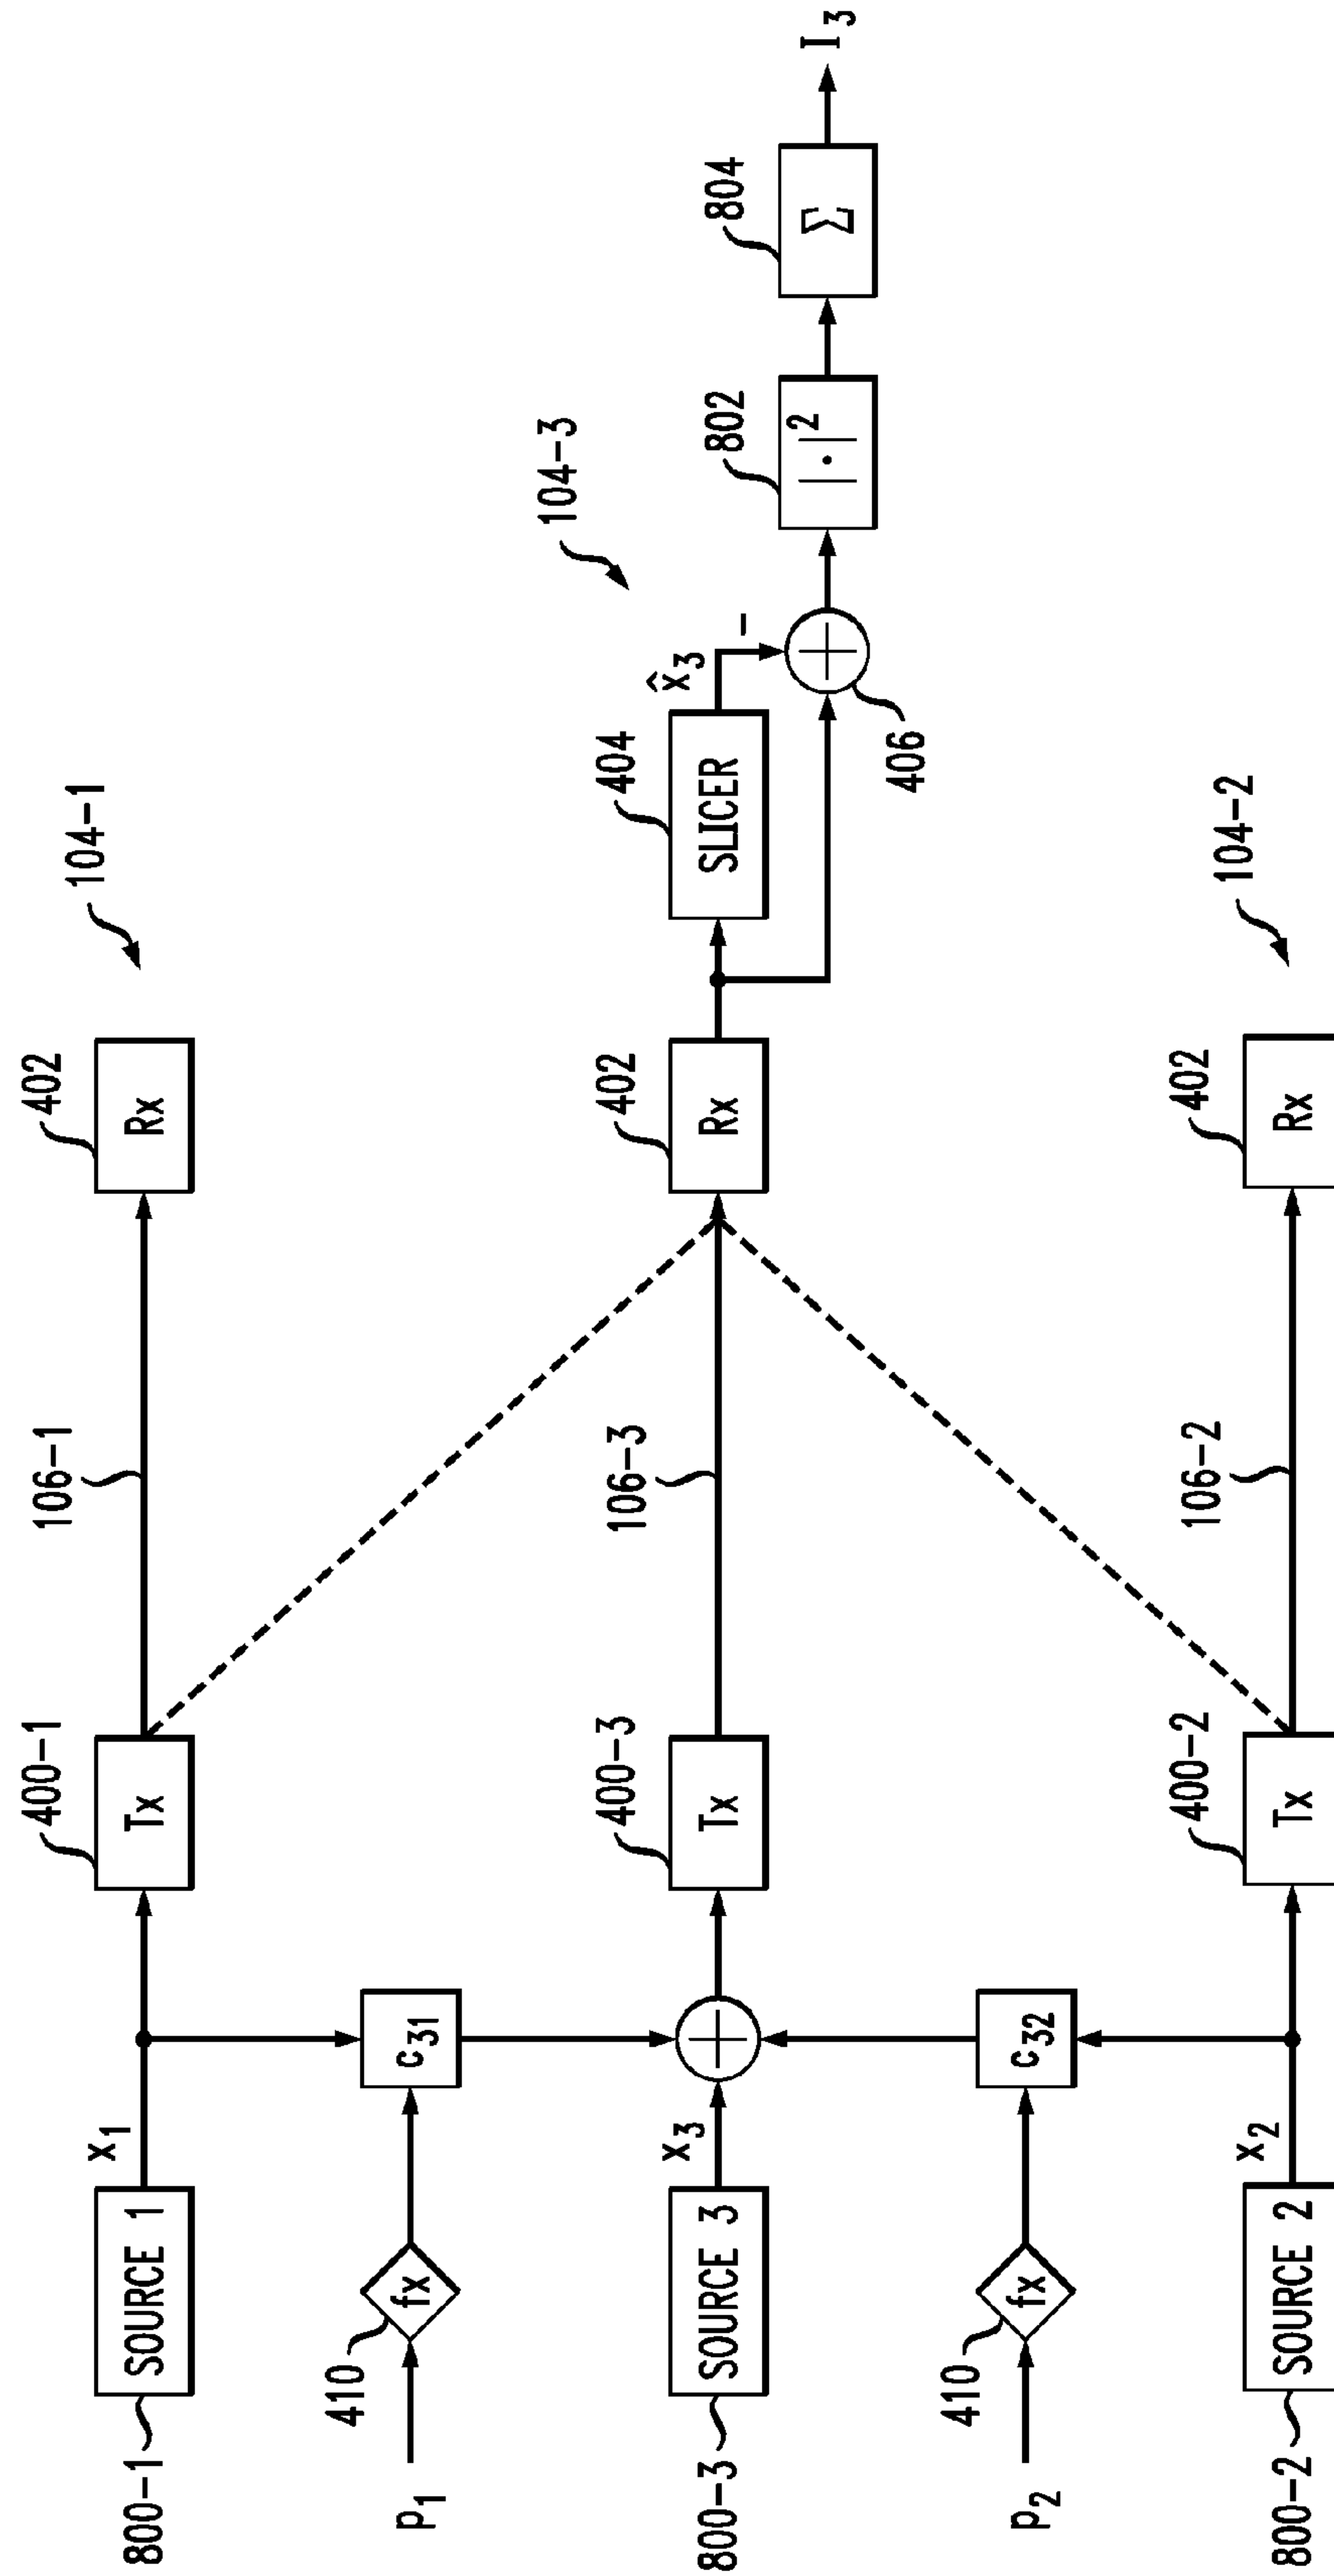 104-1
400-1
106-1
402
800-1
SOURCE 1
x1
Tx
Rx
410
p1
fx
c31
104-3
400-3
106-3
402
404
802
804
800-3
SOURCE 3
x3
Tx
Rx
SLICER
x̂3
-
406
|·|2
Σ
I3
410
p2
fx
c32
104-2
400-2
106-2
402
800-2
SOURCE 2
x2
Tx
Rx